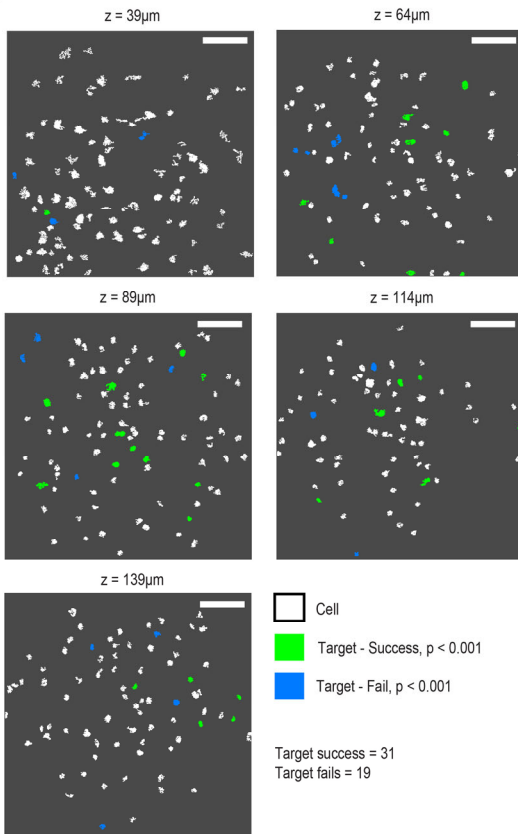 z = 39µm
z = 64µm
z = 89µm
z = 114µm
z = 139µm
Cell
Target - Success, p < 0.001
Target - Fail, p < 0.001
Target success = 31
Target fails = 19